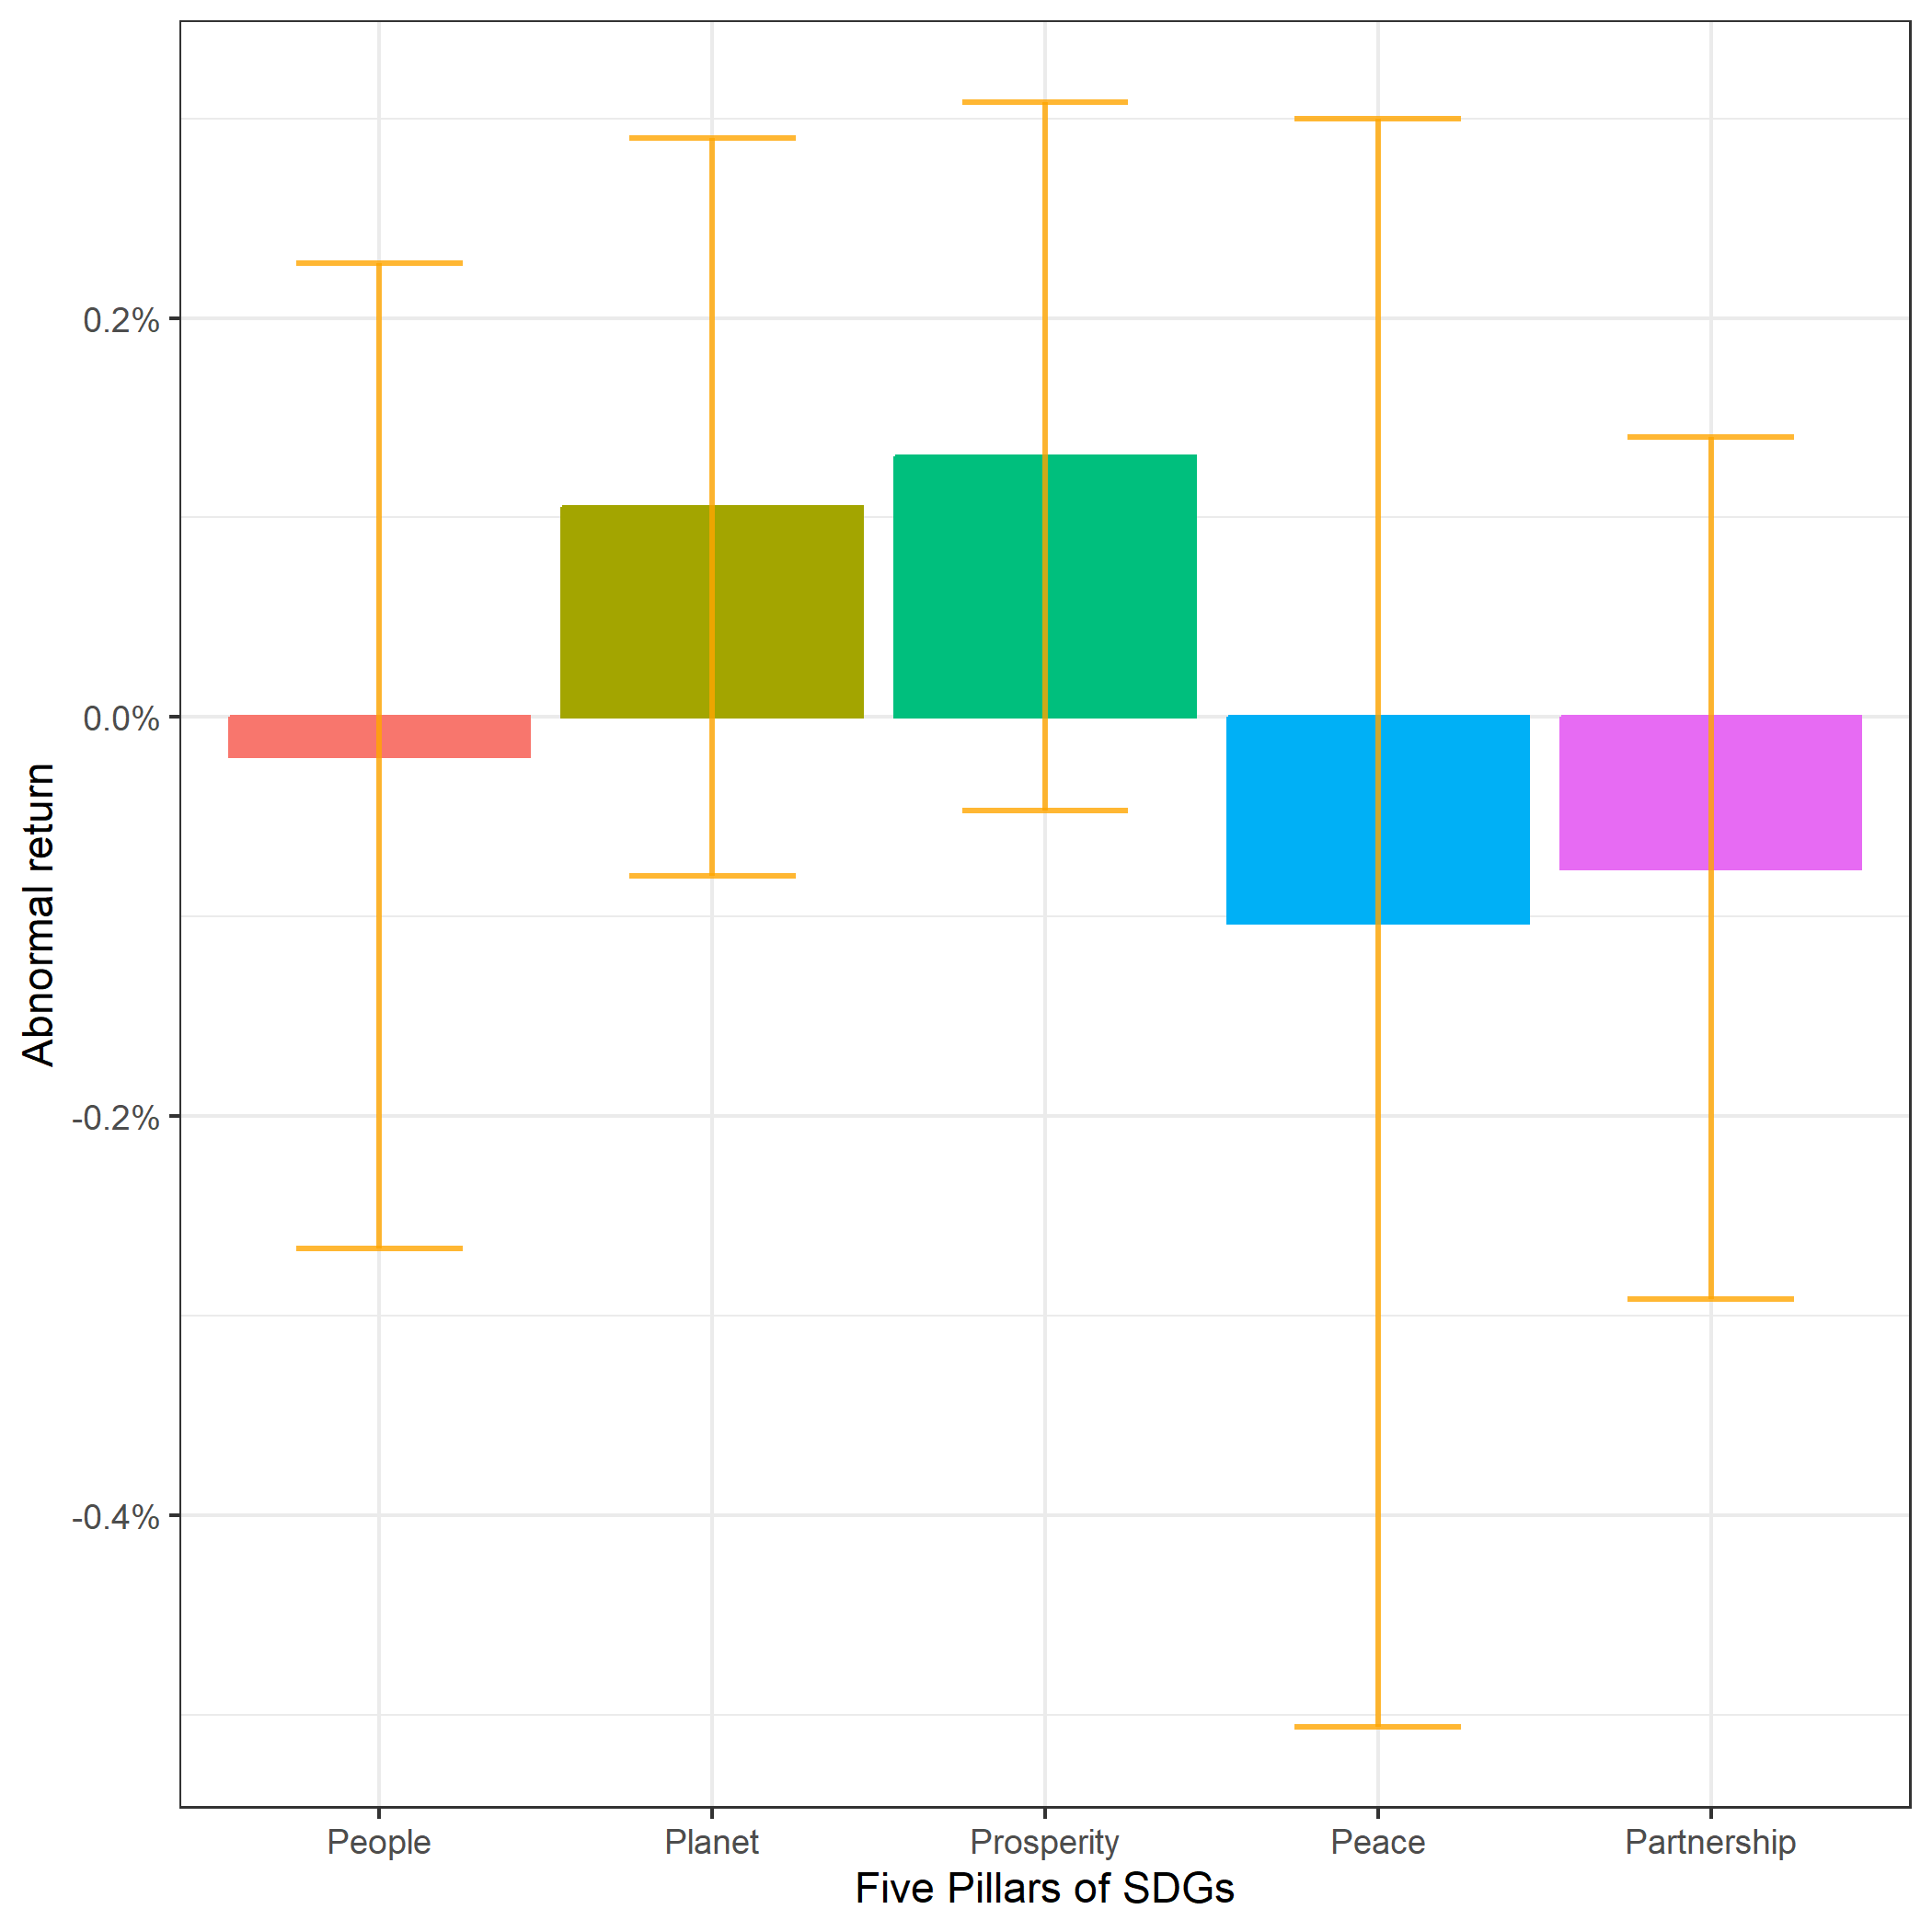 Abnormal return
0.2%
0.0%
-0.2%
-0.4%
People
Planet
Prosperity
Peace
Partnership
Five Pillars of SDGs